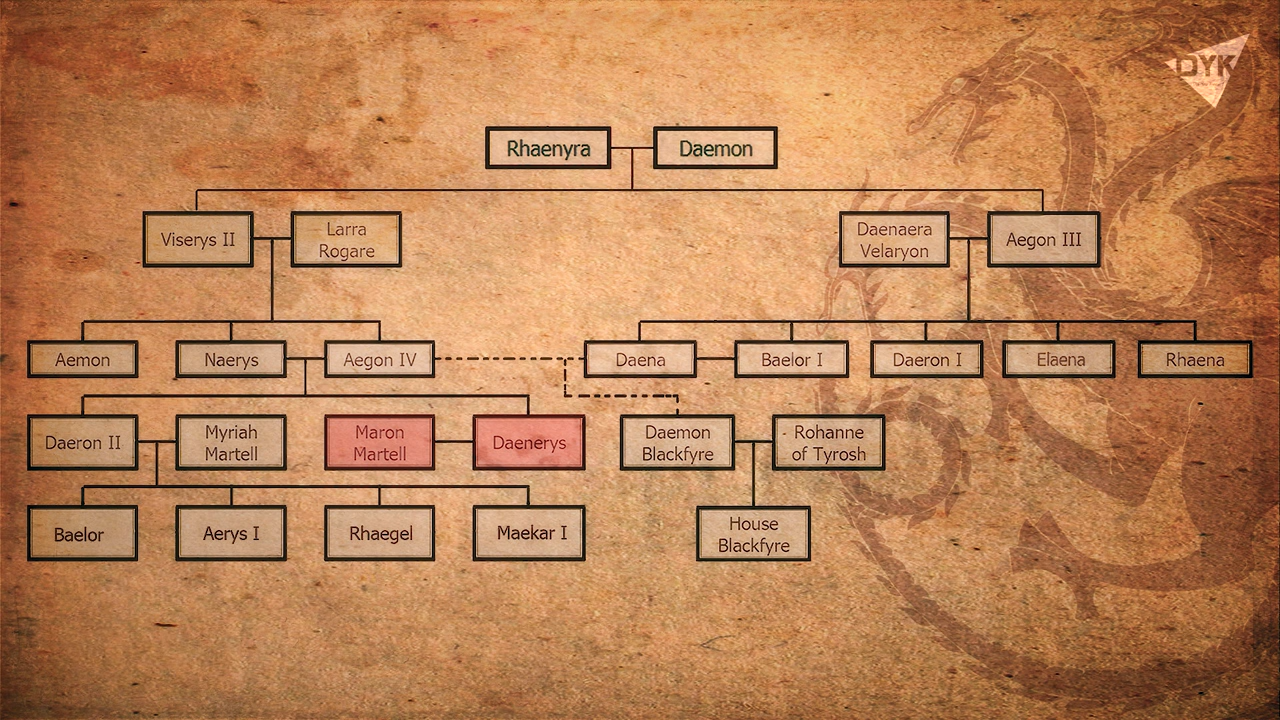 DYK
Rhaenyra
Daemon
Viserys II
Larra
Rogare
Daenaera
Velaryon
Aegon III
Aemon
Naerys
Aegon IV
Daena
Baelor I
Daeron I
Elaena
Rhaena
Daeron II
Myriah
Martell
Maron
Martell
Daenerys
Daemon
Blackfyre
Rohanne
of Tyrosh
Baelor
Aerys I
Rhaegel
Maekar I
House
Blackfyre